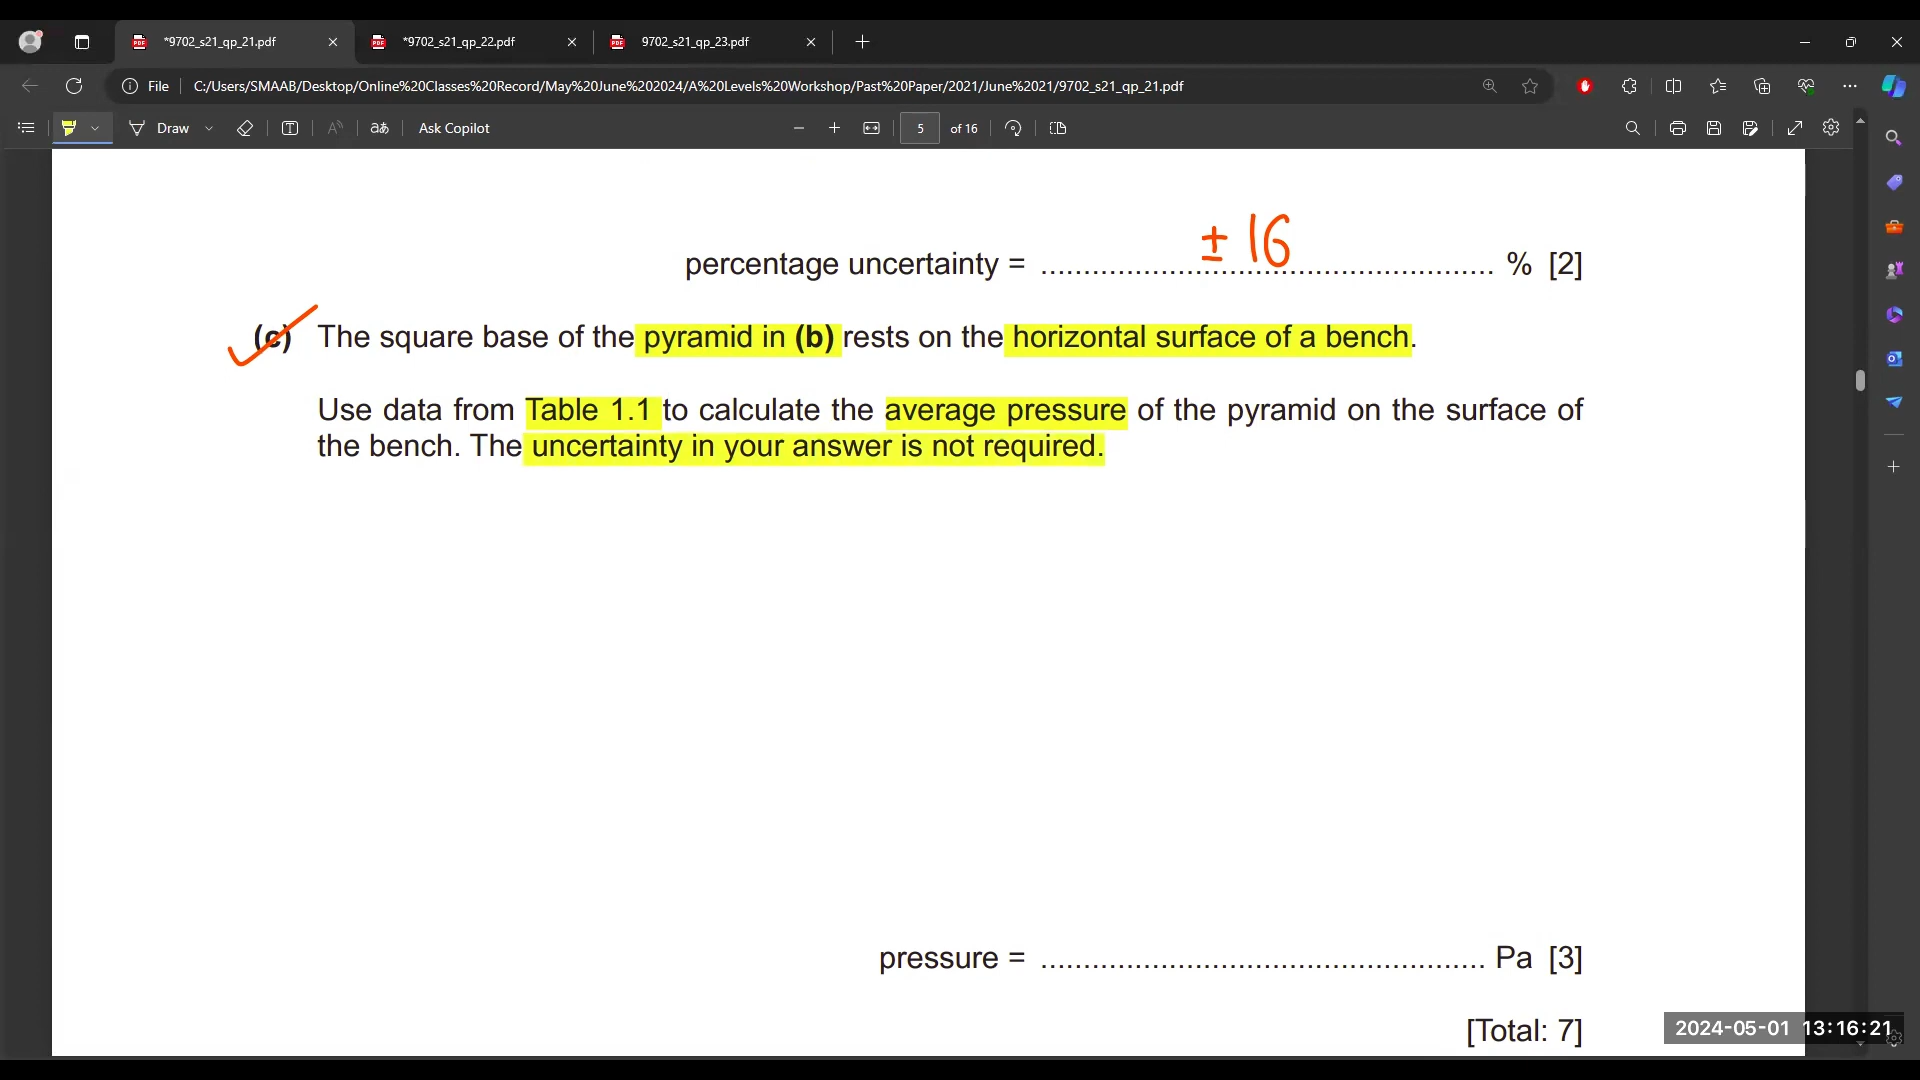 *9702_s21_qp_21.pdf
*9702_s21_qp_22.pdf
9702_s21_qp_23.pdf
File
C:/Users/SMAAB/Desktop/Online%20Classes%20Record/May%20June%202024/A%20Levels%20Workshop/Past%20Paper/2021/June%2021/9702_s21_qp_21.pdf
Draw
aあ
Ask Copilot
5 of 16
± 16
percentage uncertainty = .................................................... % [2]
(c) The square base of the pyramid in (b) rests on the horizontal surface of a bench.
Use data from Table 1.1 to calculate the average pressure of the pyramid on the surface of
the bench. The uncertainty in your answer is not required.
pressure = ................................................... Pa [3]
[Total: 7]
2024-05-01 13:16:21